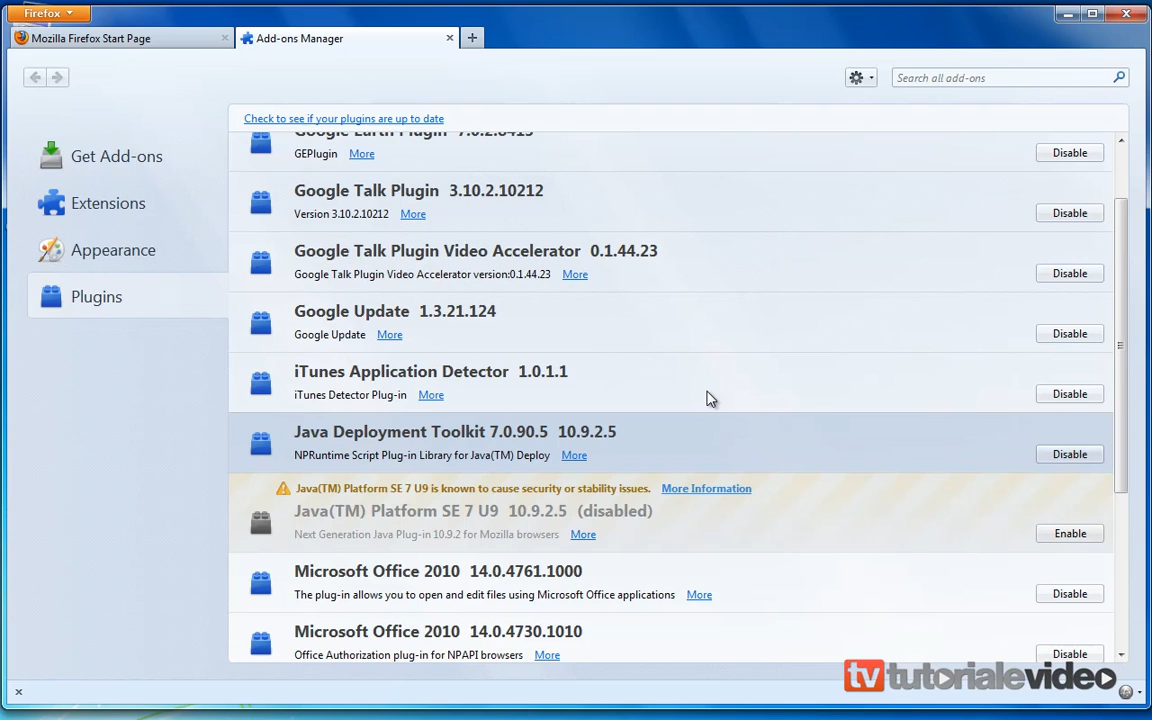 Firefox
Mozilla Firefox Start Page
Add-ons Manager
Search all add-ons
Check to see if your plugins are up to date
Get Add-ons
Extensions
Appearance
Plugins
Google Earth Plugin 7.0.2.8415
GEPlugin More
Disable
Google Talk Plugin 3.10.2.10212
Version 3.10.2.10212 More
Disable
Google Talk Plugin Video Accelerator 0.1.44.23
Google Talk Plugin Video Accelerator version:0.1.44.23 More
Disable
Google Update 1.3.21.124
Google Update More
Disable
iTunes Application Detector 1.0.1.1
iTunes Detector Plug-in More
Disable
Java Deployment Toolkit 7.0.90.5 10.9.2.5
NPRuntime Script Plug-in Library for Java(TM) Deploy More
Disable
Java(TM) Platform SE 7 U9 is known to cause security or stability issues. More Information
Java(TM) Platform SE 7 U9 10.9.2.5 (disabled)
Next Generation Java Plug-in 10.9.2 for Mozilla browsers More
Enable
Microsoft Office 2010 14.0.4761.1000
The plug-in allows you to open and edit files using Microsoft Office applications More
Disable
Microsoft Office 2010 14.0.4730.1010
Office Authorization plug-in for NPAPI browsers More
Disable
tv tutorialevideo